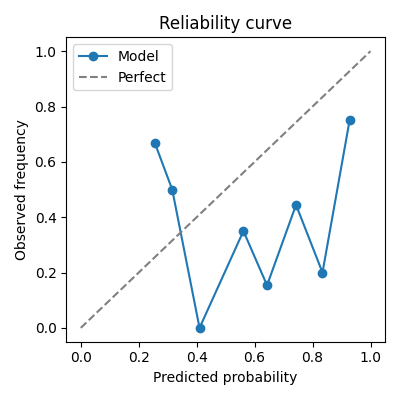 Reliability curve
Model
Perfect
1.0
0.8
0.6
0.4
0.2
0.0
Observed frequency
0.0 0.2 0.4 0.6 0.8 1.0
Predicted probability